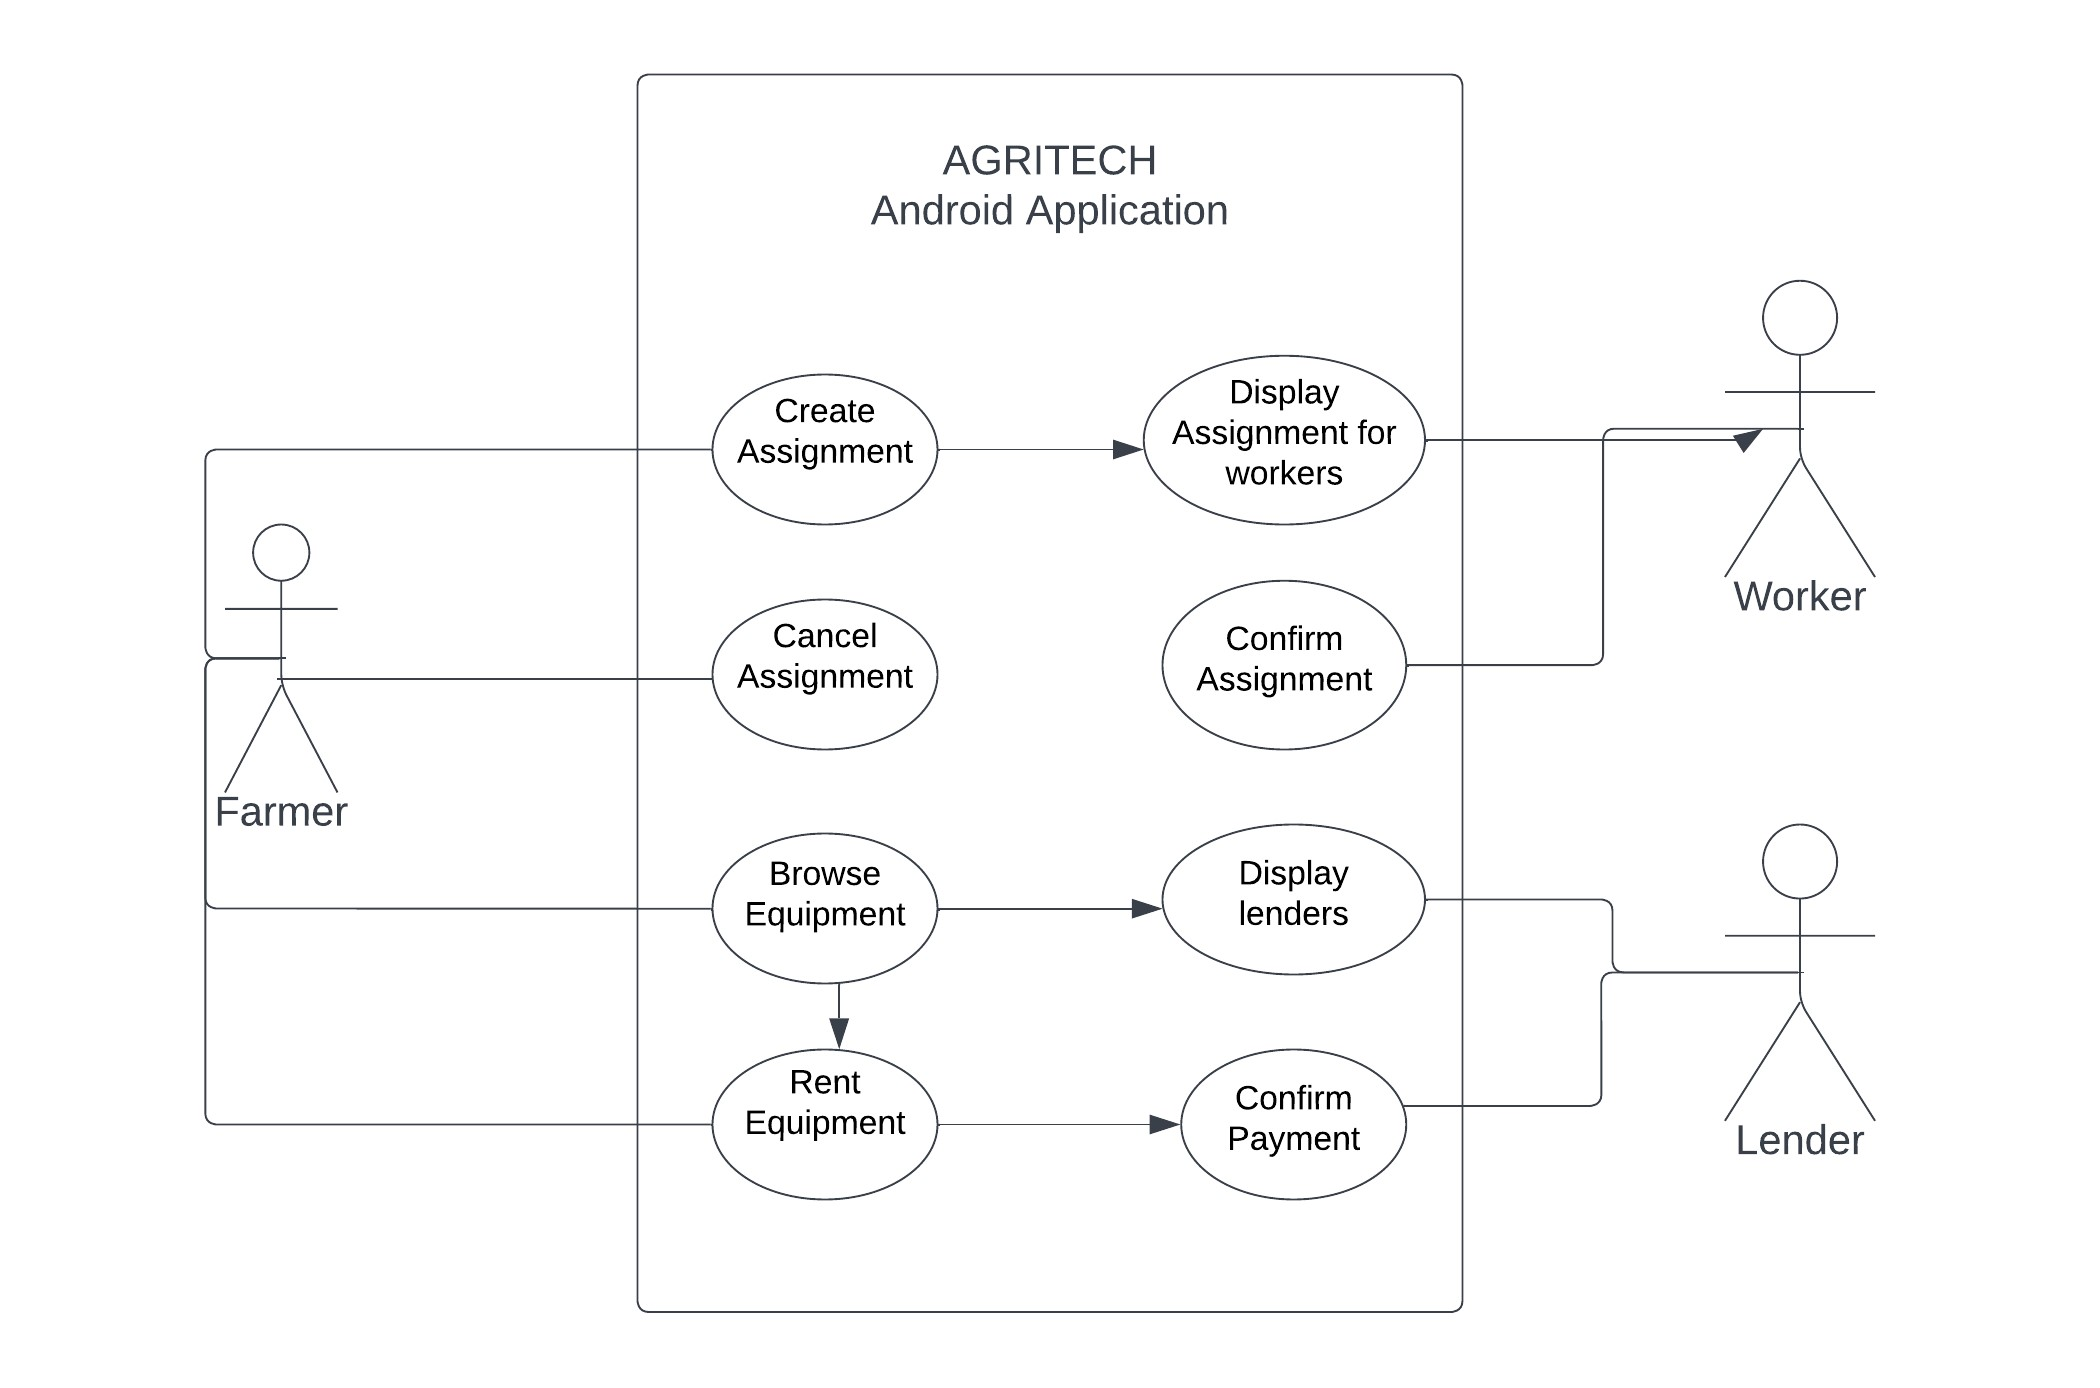 AGRITECH
Android Application
Create
Assignment
Display
Assignment for
workers
Worker
Cancel
Assignment
Confirm
Assignment
Farmer
Browse
Equipment
Display
lenders
Rent
Equipment
Confirm
Payment
Lender